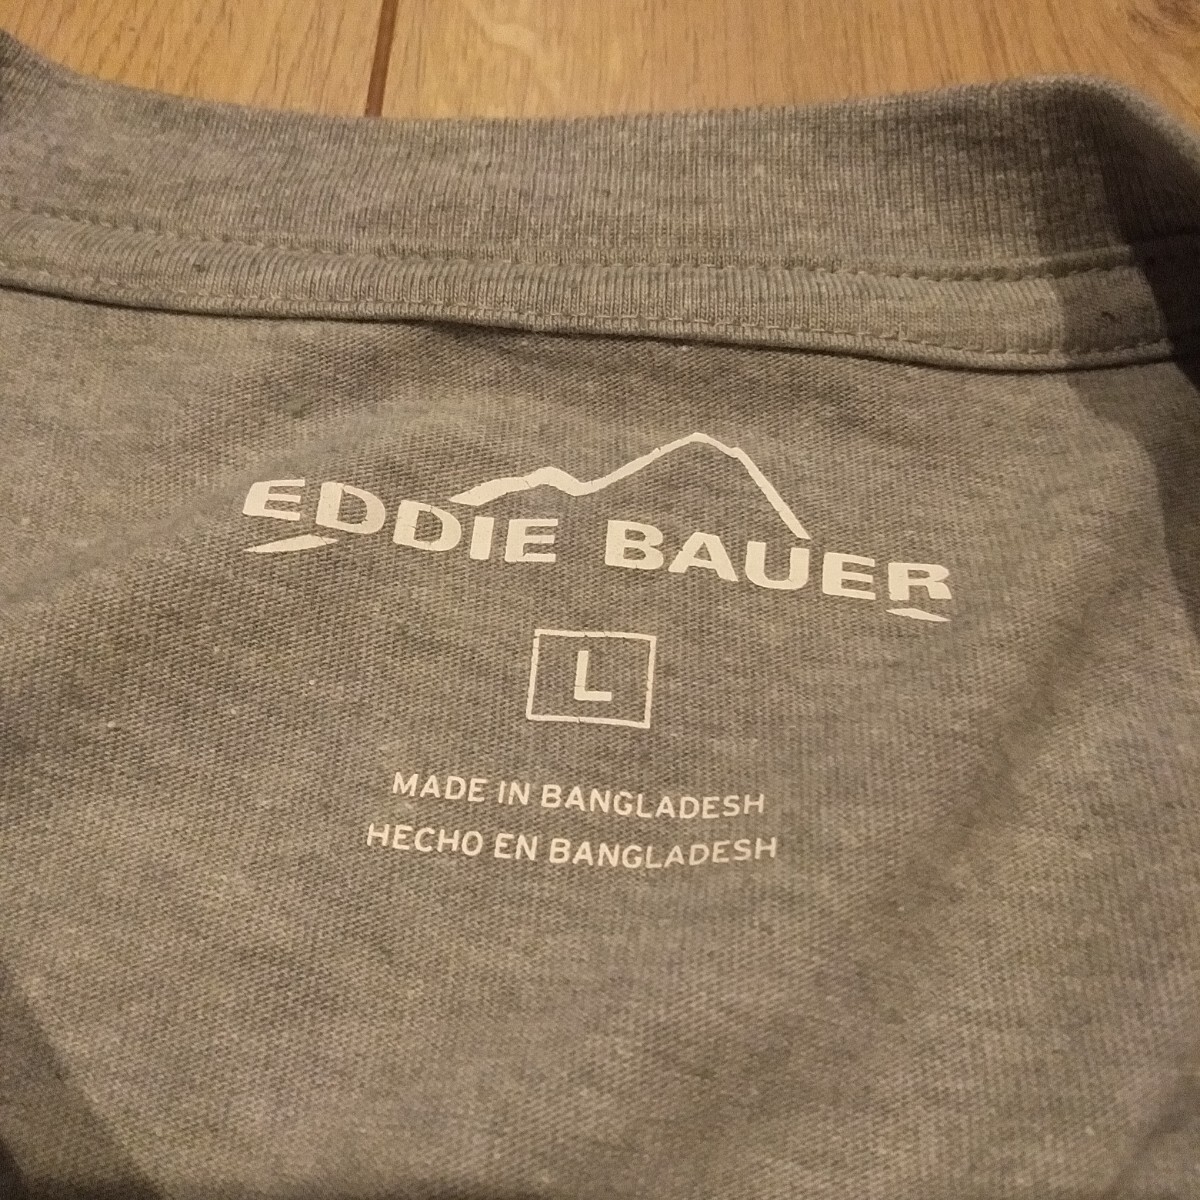 EDDIE BAUER
L
MADE IN BANGLADESH
HECHO EN BANGLADESH